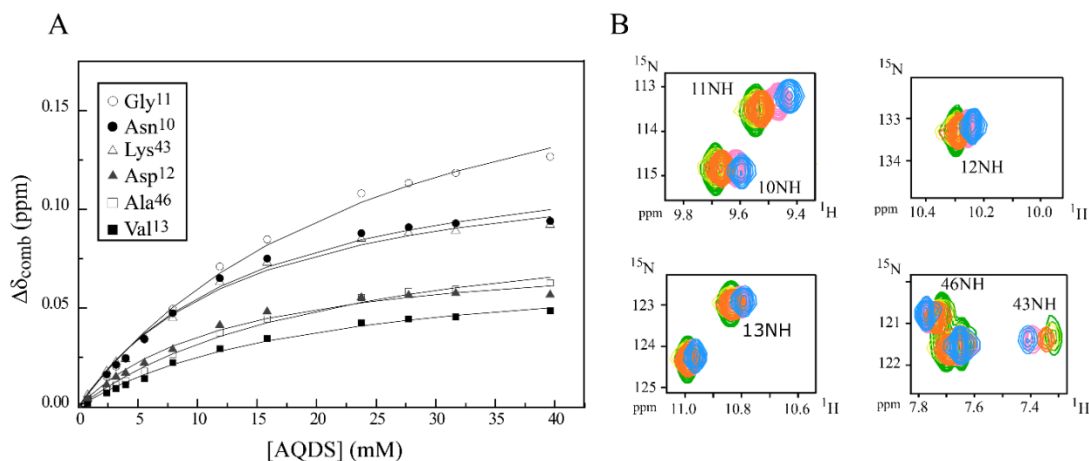 A
B
Δδcomb (ppm)
0.15
0.10
0.05
0.00
Gly¹¹
Asn¹⁰
Lys⁴³
Asp¹²
Ala⁴⁶
Val¹³
0 5 10 15 20 25 30 35 40
[AQDS] (mM)
¹⁵N
113
114
115
11NH
10NH
ppm 9.8 9.6 9.4 ¹H
¹⁵N
133
134
12NH
ppm 10.4 10.2 10.0 ¹H
¹⁵N
123
124
125
13NH
ppm 11.0 10.8 10.6 ¹H
¹⁵N
121
122
46NH
43NH
ppm 7.8 7.6 7.4 ¹H